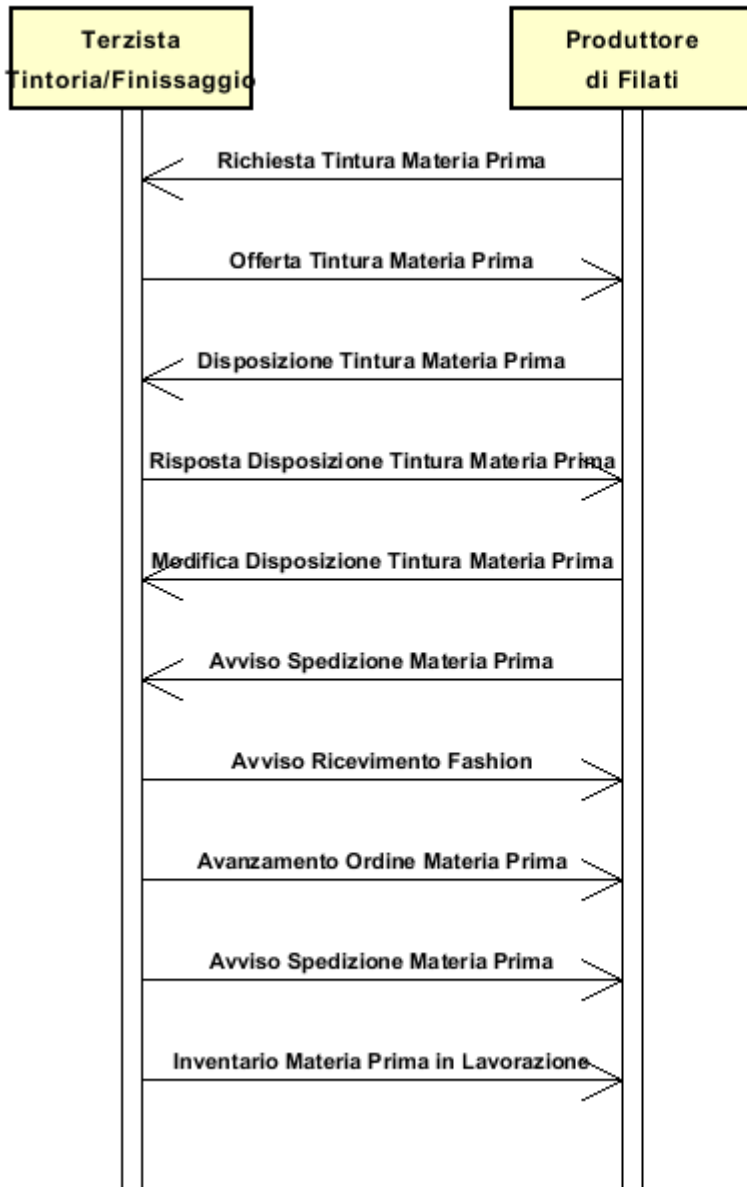 Terzista
Tintoria/Finissaggio
Produttore
di Filati
Richiesta Tintura Materia Prima
Offerta Tintura Materia Prima
Disposizione Tintura Materia Prima
Risposta Disposizione Tintura Materia Prima
Modifica Disposizione Tintura Materia Prima
Avviso Spedizione Materia Prima
Avviso Ricevimento Fashion
Avanzamento Ordine Materia Prima
Avviso Spedizione Materia Prima
Inventario Materia Prima in Lavorazione